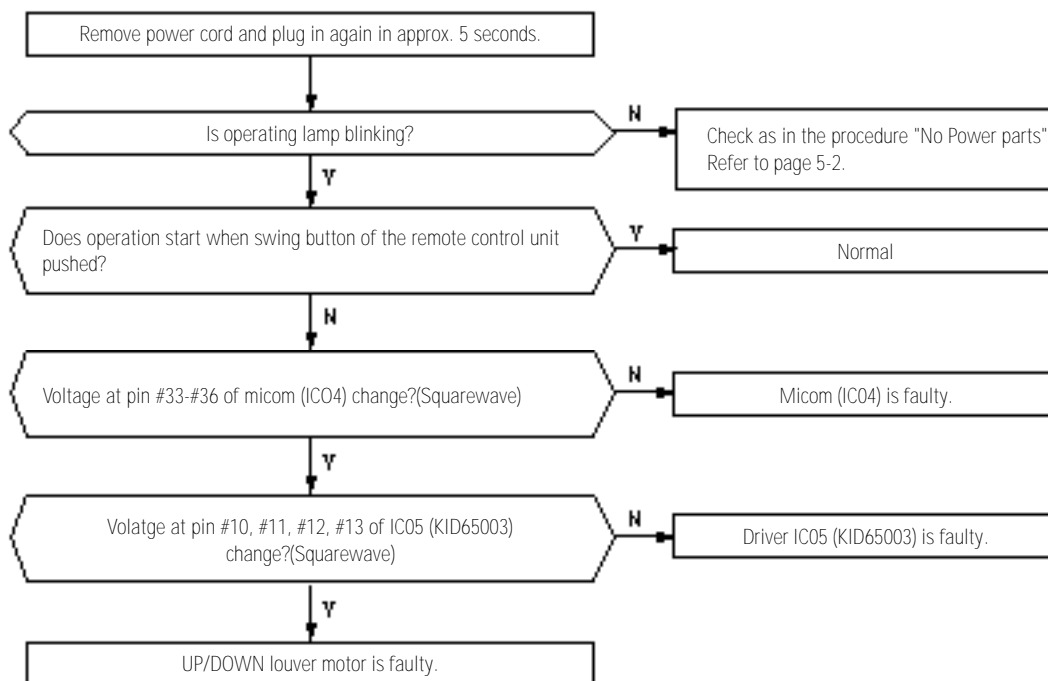 Remove power cord and plug in again in approx. 5 seconds.
Is operating lamp blinking?
N
Check as in the procedure "No Power parts"
Refer to page 5-2.
Y
Does operation start when swing button of the remote control unit
pushed?
Y
Normal
N
Voltage at pin #33-#36 of micom (ICO4) change?(Squarewave)
N
Micom (IC04) is faulty.
Y
Volatge at pin #10, #11, #12, #13 of IC05 (KID65003)
change?(Squarewave)
N
Driver IC05 (KID65003) is faulty.
Y
UP/DOWN louver motor is faulty.